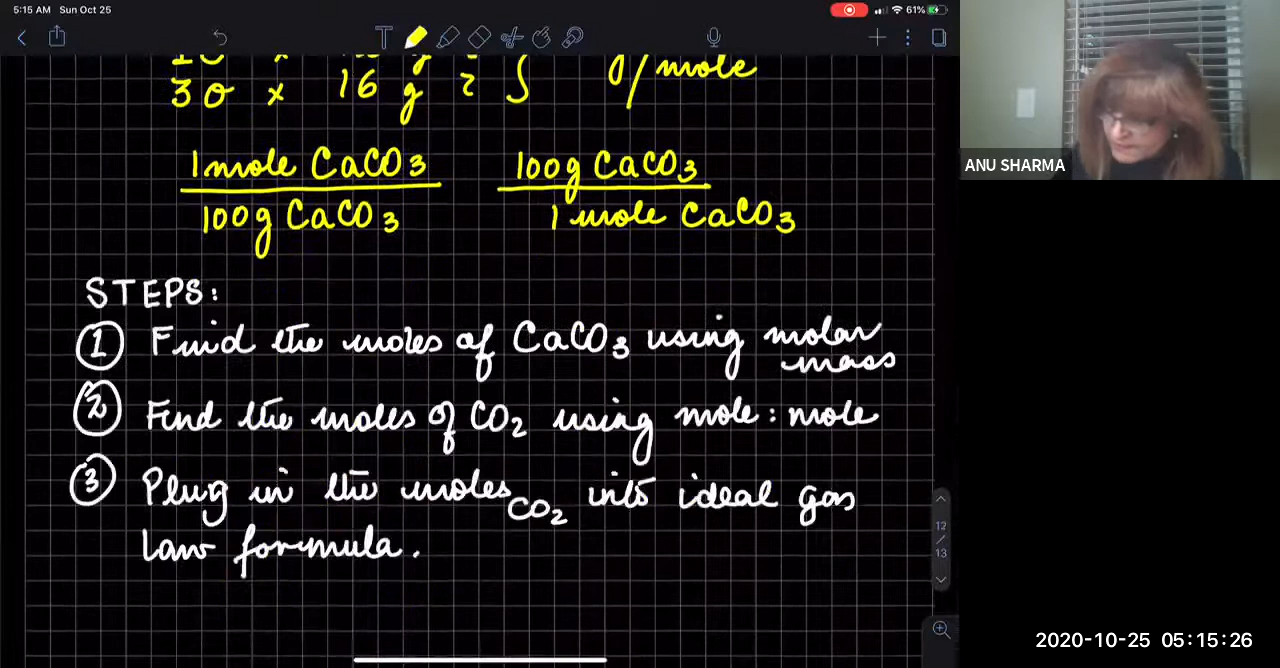 5:15 AM Sun Oct 25
61%
30 x 16 g
g/mole
1 mole CaCO3
100g CaCO3
100g CaCO3
1 mole CaCO3
STEPS:
1 Find the moles of CaCO3 using molar
mass
2 Find the moles of CO2 using mole : mole
3 Plug in the moles CO2 into ideal gas
law formula.
12
/
13
ANU SHARMA
2020-10-25 05:15:26